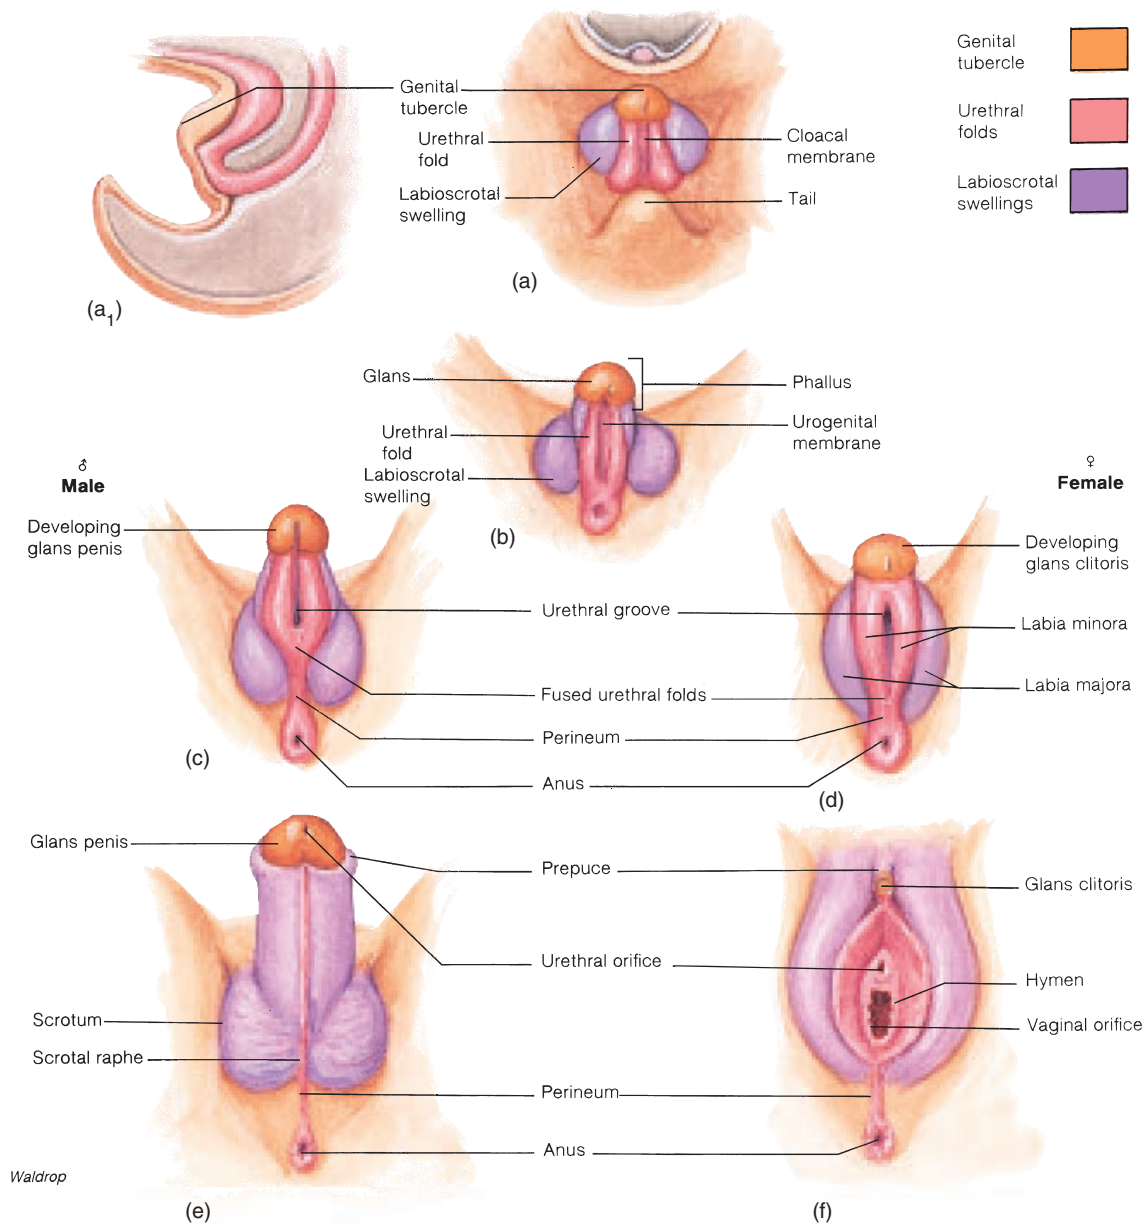 Genital
tubercle
Urethral
folds
Labioscrotal
swellings
Genital
tubercle
Urethral
fold
Labioscrotal
swelling
Cloacal
membrane
Tail
(a)
(a1)
Glans
Phallus
Urethral
fold
Urogenital
membrane
Labioscrotal
swelling
(b)
♂
Male
♀
Female
Developing
glans penis
Developing
glans clitoris
Urethral groove
Labia minora
Fused urethral folds
Labia majora
Perineum
(c)
Anus
(d)
Glans penis
Prepuce
Glans clitoris
Urethral orifice
Hymen
Scrotum
Vaginal orifice
Scrotal raphe
Perineum
Anus
Waldrop
(e)
(f)